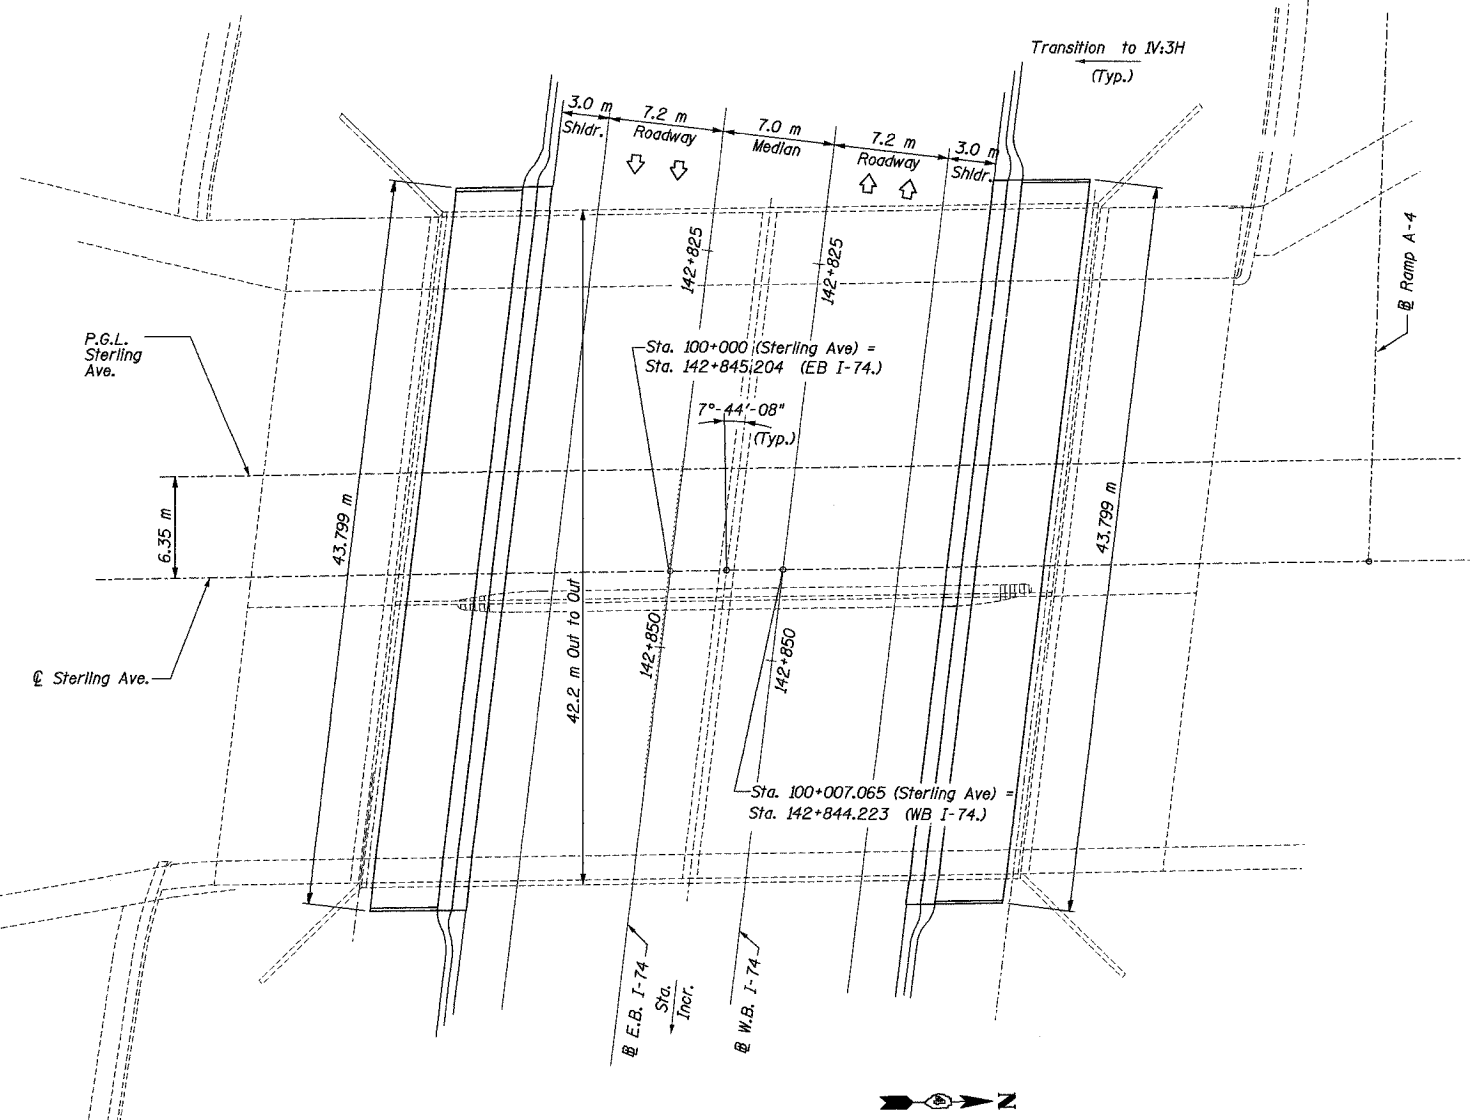 Transition to 1V:3H
(Typ.)
3.0 m
Shldr.
7.2 m
Roadway
7.0 m
Median
7.2 m
Roadway
3.0 m
Shldr.
142+825
142+825
℄ Ramp A-4
P.G.L.
Sterling
Ave.
Sta. 100+000 (Sterling Ave) =
Sta. 142+845.204 (EB I-74.)
7°-44'-08"
(Typ.)
6.35 m
43.799 m
43.799 m
42.2 m Out to Out
142+850
142+850
℄ Sterling Ave.
Sta. 100+007.065 (Sterling Ave) =
Sta. 142+844.223 (WB I-74.)
E.B. I-74
Sta.
Incr.
W.B. I-74
N